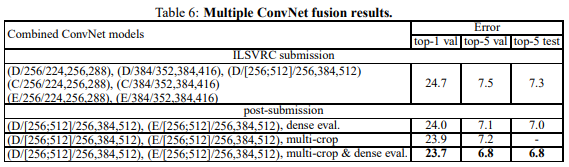 Table 6: Multiple ConvNet fusion results.
Combined ConvNet models Error
top-1 val top-5 val top-5 test
ILSVRC submission
(D/256/224,256,288), (D/384/352,384,416), (D/[256;512]/256,384,512)
(C/256/224,256,288), (C/384/352,384,416) 24.7 7.5 7.3
(E/256/224,256,288), (E/384/352,384,416)
post-submission
(D/[256;512]/256,384,512), (E/[256;512]/256,384,512), dense eval. 24.0 7.1 7.0
(D/[256;512]/256,384,512), (E/[256;512]/256,384,512), multi-crop 23.9 7.2 -
(D/[256;512]/256,384,512), (E/[256;512]/256,384,512), multi-crop & dense eval. 23.7 6.8 6.8